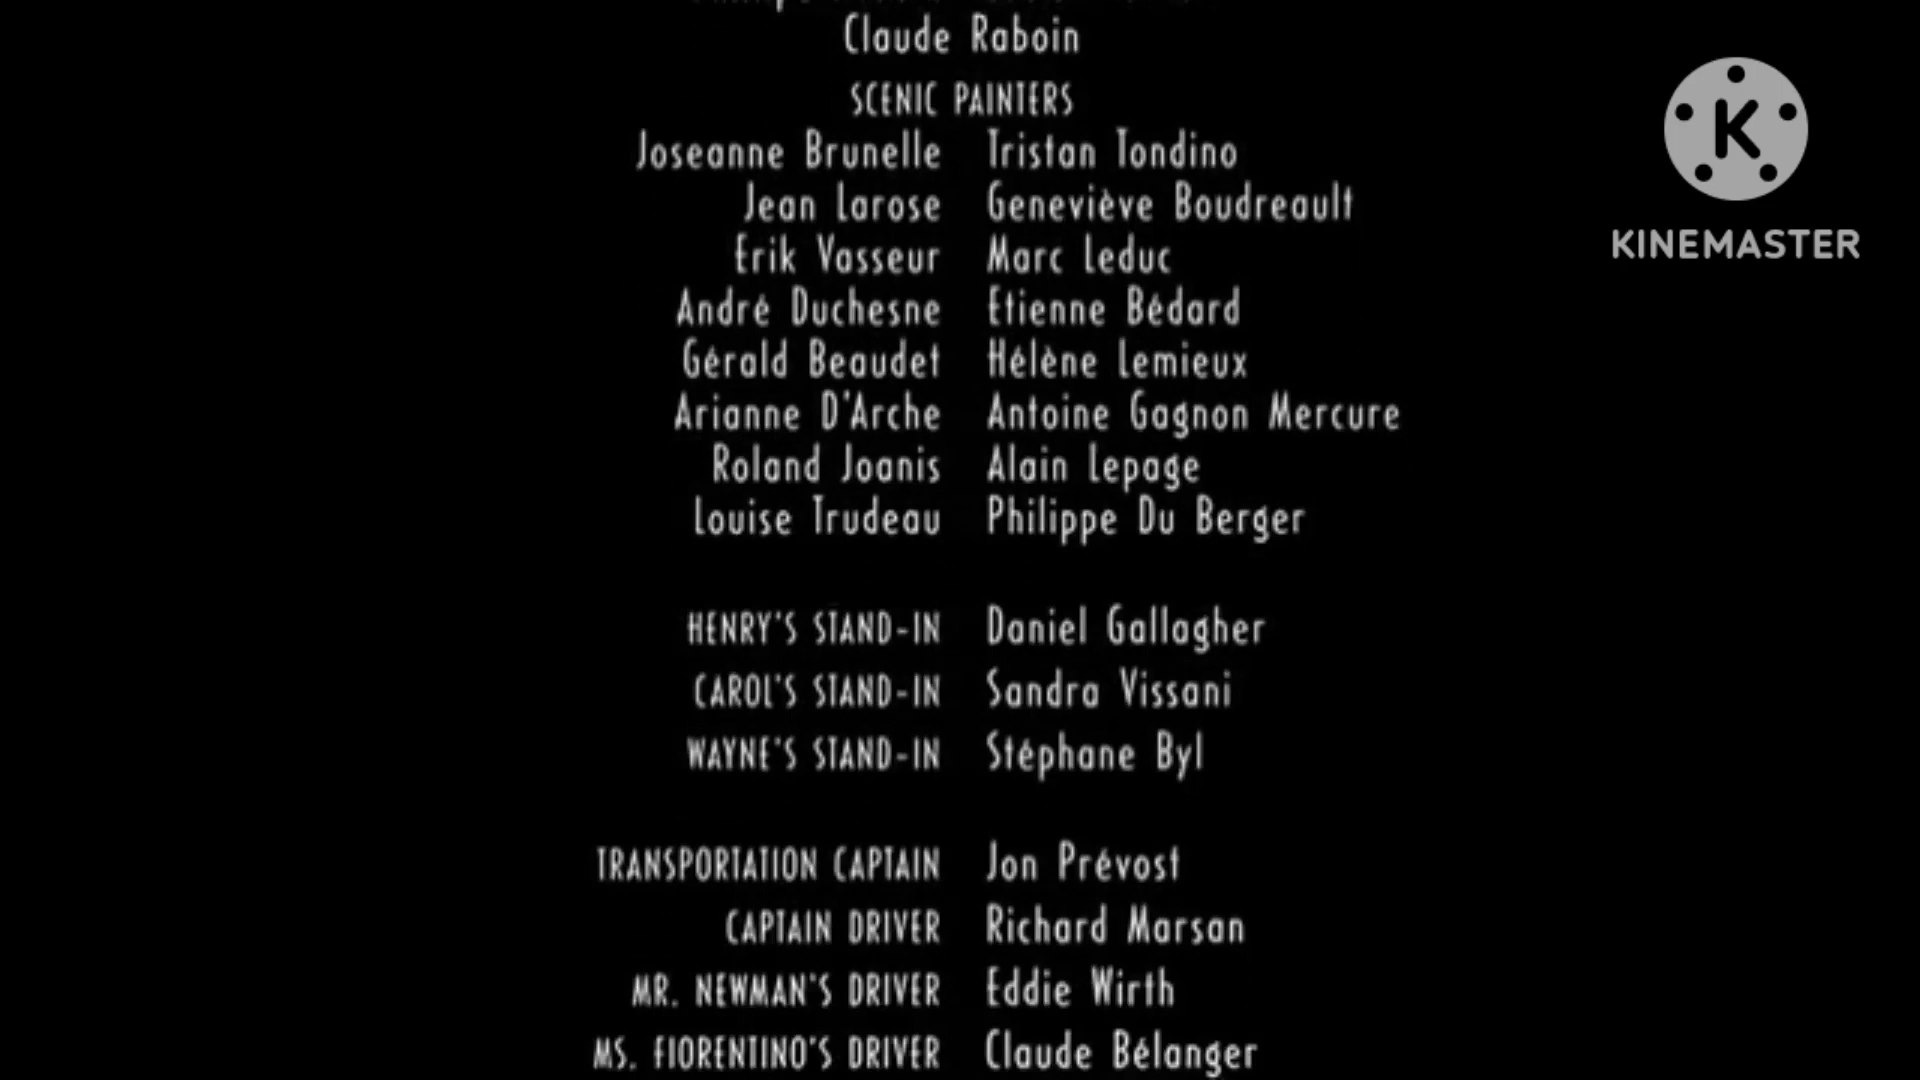 Claude Raboin
SCENIC PAINTERS
Joseanne Brunelle Tristan Tondino
Jean Larose Geneviève Boudreault
Erik Vasseur Marc Leduc
André Duchesne Etienne Bédard
Gérald Beaudet Hélène Lemieux
Arianne D'Arche Antoine Gagnon Mercure
Roland Joanis Alain Lepage
Louise Trudeau Philippe Du Berger
HENRY'S STAND-IN Daniel Gallagher
CAROL'S STAND-IN Sandra Vissani
WAYNE'S STAND-IN Stéphane Byl
TRANSPORTATION CAPTAIN Jon Prévost
CAPTAIN DRIVER Richard Marsan
MR. NEWMAN'S DRIVER Eddie Wirth
MS. FIORENTINO'S DRIVER Claude Bélanger
K
KINEMASTER